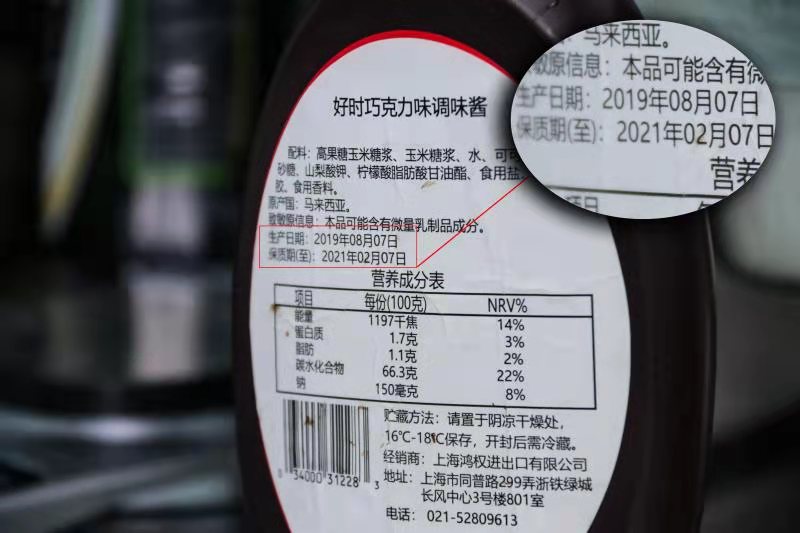 好时巧克力味调味酱
配料：高果糖玉米糖浆、玉米糖浆、水、可可
砂糖、山梨酸钾、柠檬酸脂肪酸甘油酯、食用盐
胶、食用香料。
原产国：马来西亚。
致敏原信息：本品可能含有微量乳制品成分。
生产日期：2019年08月07日
保质期(至)：2021年02月07日
营养成分表
项目 每份(100克) NRV%
能量 1197千焦 14%
蛋白质 1.7克 3%
脂肪 1.1克 2%
碳水化合物 66.3克 22%
钠 150毫克 8%
贮藏方法：请置于阴凉干燥处，
16℃-18℃保存，开封后需冷藏。
经销商：上海鸿权进出口有限公司
地址：上海市同普路299弄浙铁绿城
长风中心3号楼801室
电话：021-52809613
0 34000 31228 3
马来西亚。
敏原信息：本品可能含有微
生产日期：2019年08月07日
保质期(至)：2021年02月07日
营养
项目